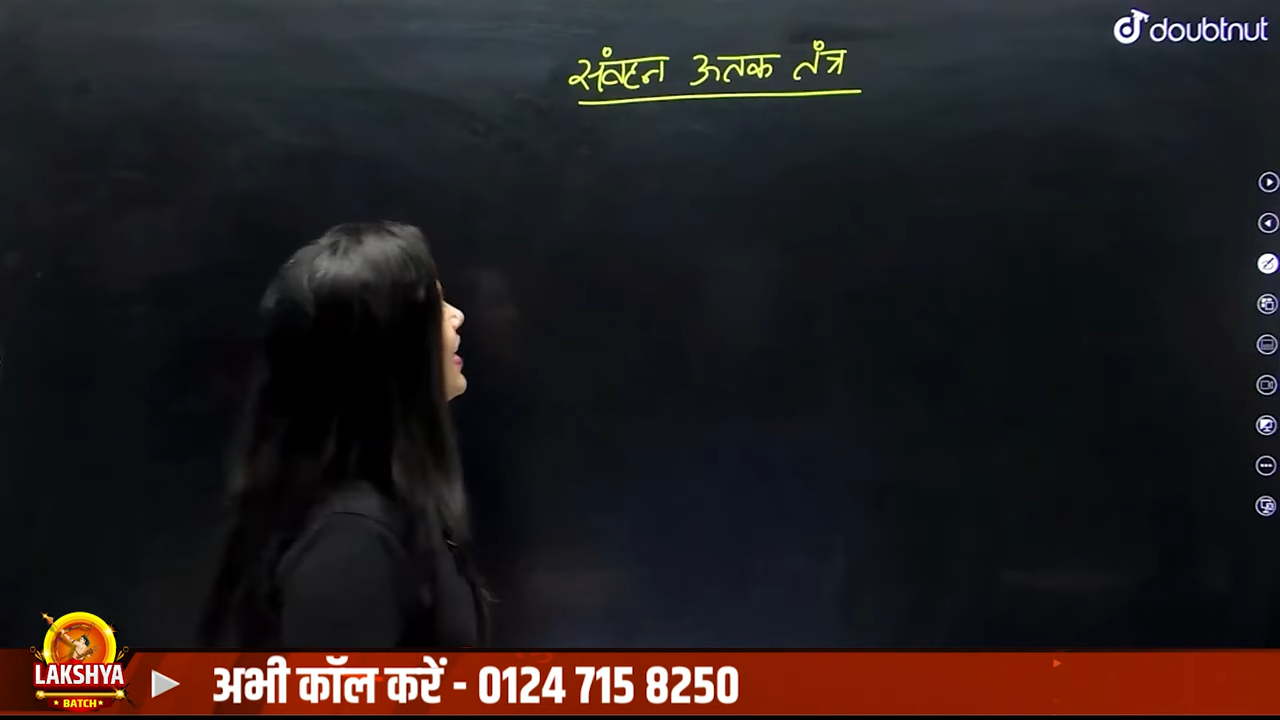 doubtnut
संवहन ऊतक तंत्र
LAKSHYA
BATCH
अभी कॉल करें - 0124 715 8250